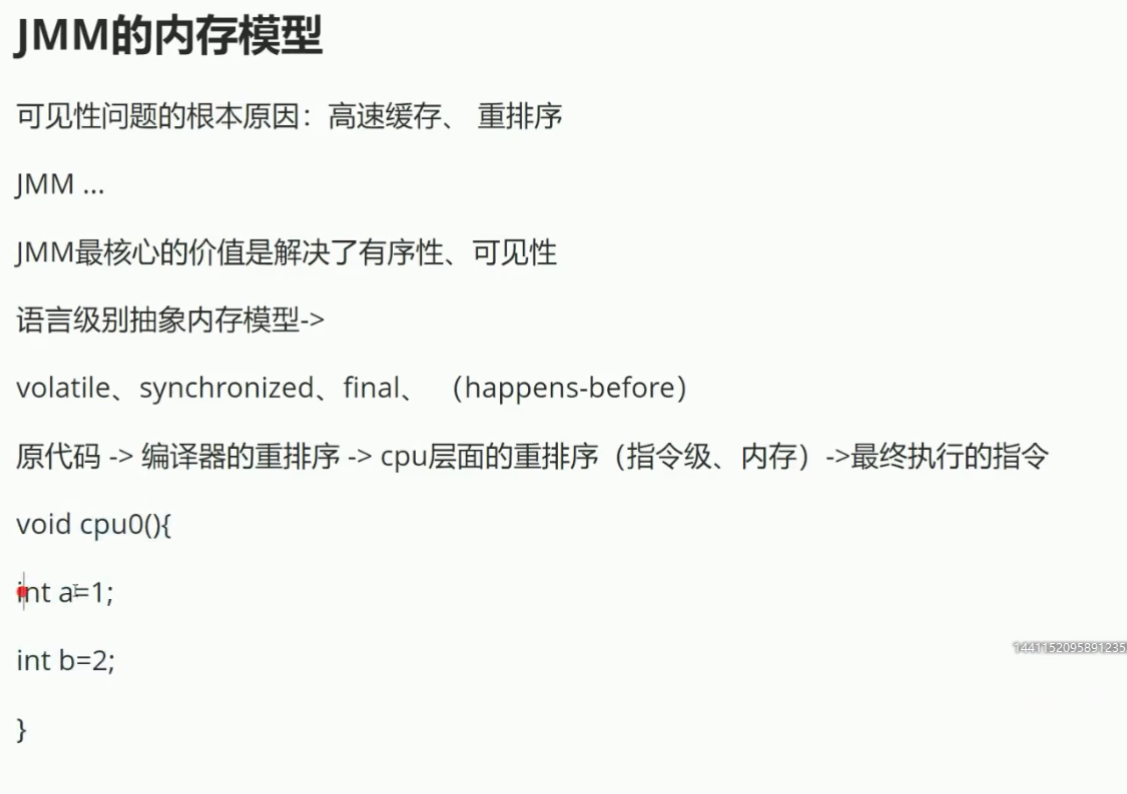 JMM的内存模型
可见性问题的根本原因：高速缓存、 重排序
JMM ...
JMM最核心的价值是解决了有序性、可见性
语言级别抽象内存模型->
volatile、synchronized、final、 （happens-before）
原代码 -> 编译器的重排序 -> cpu层面的重排序（指令级、内存）->最终执行的指令
void cpu0(){
int a=1;
int b=2;
1441152095891235
}